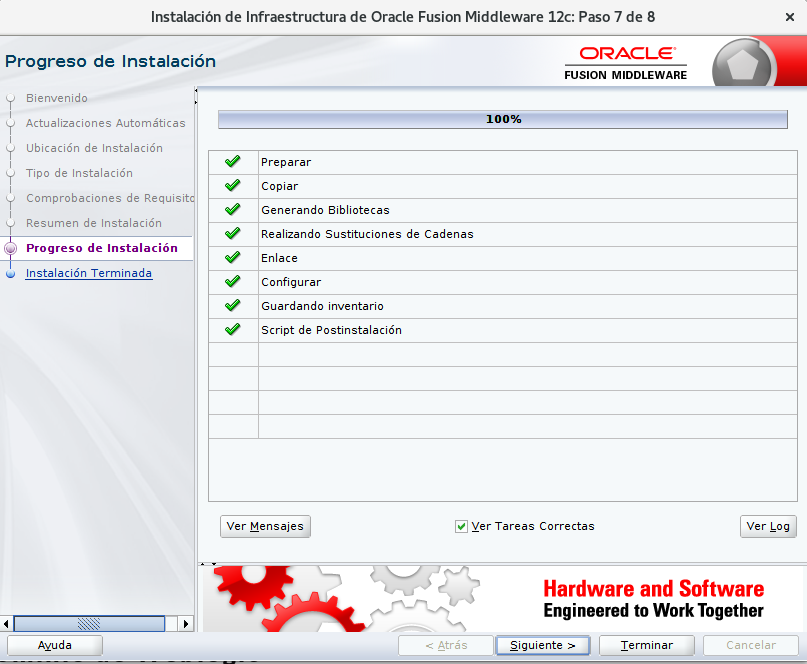 Instalación de Infraestructura de Oracle Fusion Middleware 12c: Paso 7 de 8
Progreso de Instalación
ORACLE
FUSION MIDDLEWARE
Bienvenido
Actualizaciones Automáticas
Ubicación de Instalación
Tipo de Instalación
Comprobaciones de Requisito
Resumen de Instalación
Progreso de Instalación
Instalación Terminada
100%
Preparar
Copiar
Generando Bibliotecas
Realizando Sustituciones de Cadenas
Enlace
Configurar
Guardando inventario
Script de Postinstalación
Ver Mensajes
Ver Tareas Correctas
Ver Log
Hardware and Software
Engineered to Work Together
Ayuda
< Atrás
Siguiente >
Terminar
Cancelar